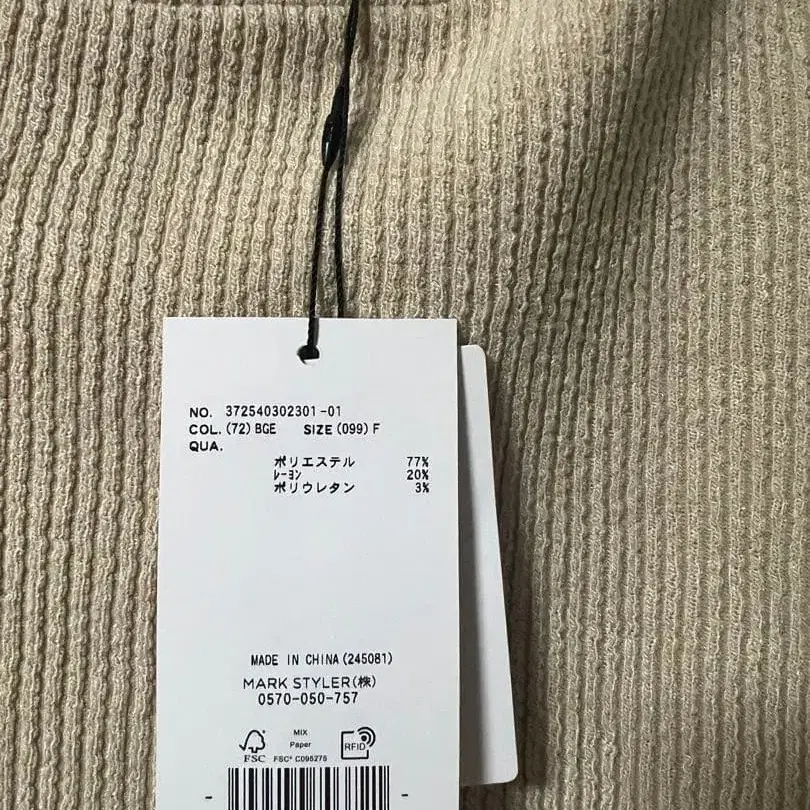 NO. 372540302301-01
COL. (72) BGE SIZE (099) F
QUA.
ポリエステル 77%
ﾚｰﾖﾝ 20%
ポリウレタン 3%
MADE IN CHINA (245081)
MARK STYLER(株)
0570-050-757
MIX
Paper
FSC
FSC® C095275
RFID